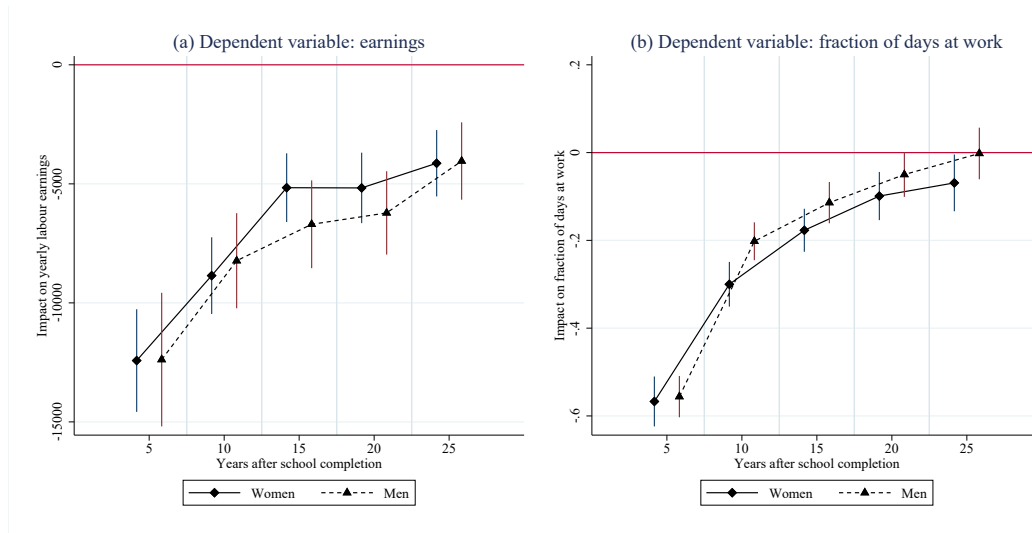 (a) Dependent variable: earnings
Impact on yearly labour earnings
0
-5000
-10000
-15000
5 10 15 20 25
Years after school completion
Women Men
(b) Dependent variable: fraction of days at work
Impact on fraction of days at work
.2
0
-.2
-.4
-.6
5 10 15 20 25
Years after school completion
Women Men